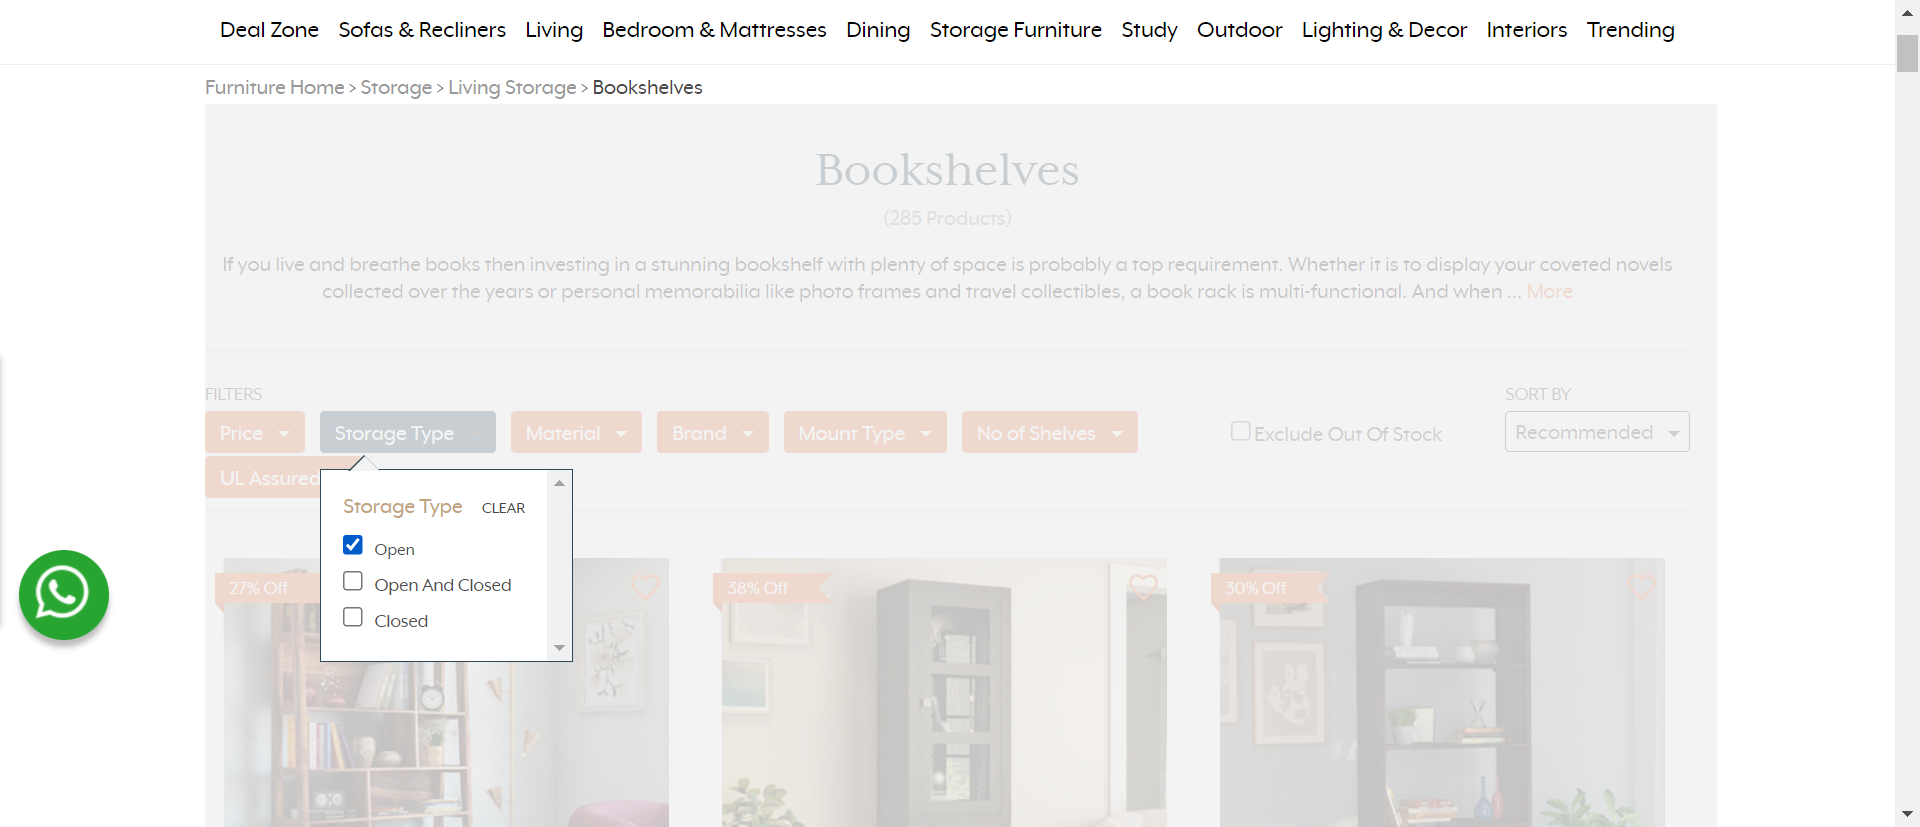 Deal Zone Sofas & Recliners Living Bedroom & Mattresses Dining Storage Furniture Study Outdoor Lighting & Decor Interiors Trending
Furniture Home > Storage > Living Storage > Bookshelves
Bookshelves
(285 Products)
If you live and breathe books then investing in a stunning bookshelf with plenty of space is probably a top requirement. Whether it is to display your coveted novels
collected over the years or personal memorabilia like photo frames and travel collectibles, a book rack is multi-functional. And when ... More
FILTERS
SORT BY
Price Storage Type Material Brand Mount Type No of Shelves Exclude Out Of Stock Recommended
UL Assured
Storage Type CLEAR
Open
Open And Closed
Closed
27% Off 38% Off 30% Off